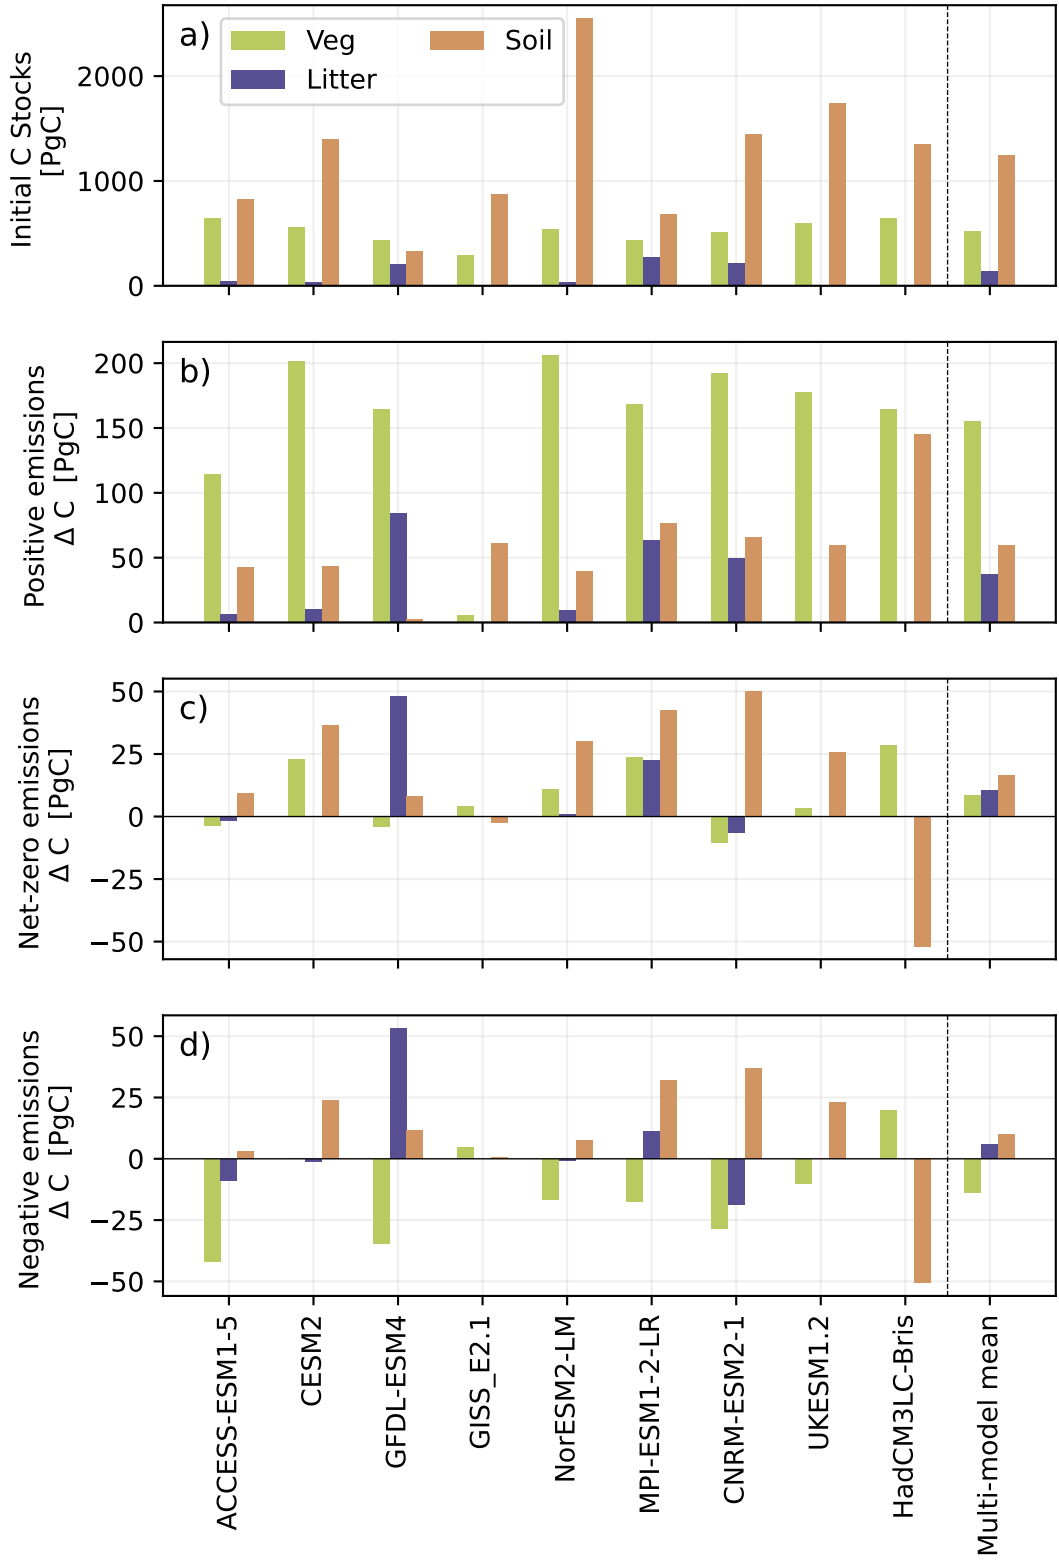 a)
Veg
Litter
Soil
Initial C Stocks
[PgC]
2000
1000
0
b)
Positive emissions
Δ C [PgC]
200
150
100
50
0
c)
Net-zero emissions
Δ C [PgC]
50
25
0
−25
−50
d)
Negative emissions
Δ C [PgC]
50
25
0
−25
−50
ACCESS-ESM1-5
CESM2
GFDL-ESM4
GISS_E2.1
NorESM2-LM
MPI-ESM1-2-LR
CNRM-ESM2-1
UKESM1.2
HadCM3LC-Bris
Multi-model mean